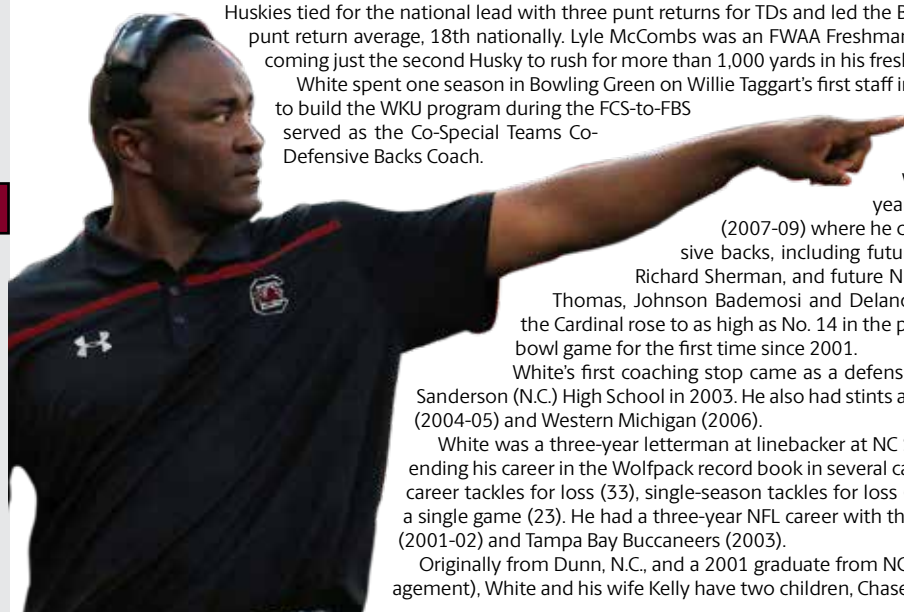 Huskies tied for the national lead with three punt returns for TDs and led the
punt return average, 18th nationally. Lyle McCombs was an FWAA Freshman
coming just the second Husky to rush for more than 1,000 yards in his
White spent one season in Bowling Green on Willie Taggart's first staff
to build the WKU program during the FCS-to-FBS
served as the Co-Special Teams Co-
Defensive Backs Coach.
(2007-09) where he
sive backs, including
Richard Sherman, and future
Thomas, Johnson Bademosi and
the Cardinal rose to as high as No. 14 in the
bowl game for the first time since 2001.
White's first coaching stop came as a
Sanderson (N.C.) High School in 2003. He also had stints
(2004-05) and Western Michigan (2006).
White was a three-year letterman at linebacker at NC
ending his career in the Wolfpack record book in several
career tackles for loss (33), single-season tackles for loss
a single game (23). He had a three-year NFL career with
(2001-02) and Tampa Bay Buccaneers (2003).
Originally from Dunn, N.C., and a 2001 graduate from
agement), White and his wife Kelly have two children, Chase